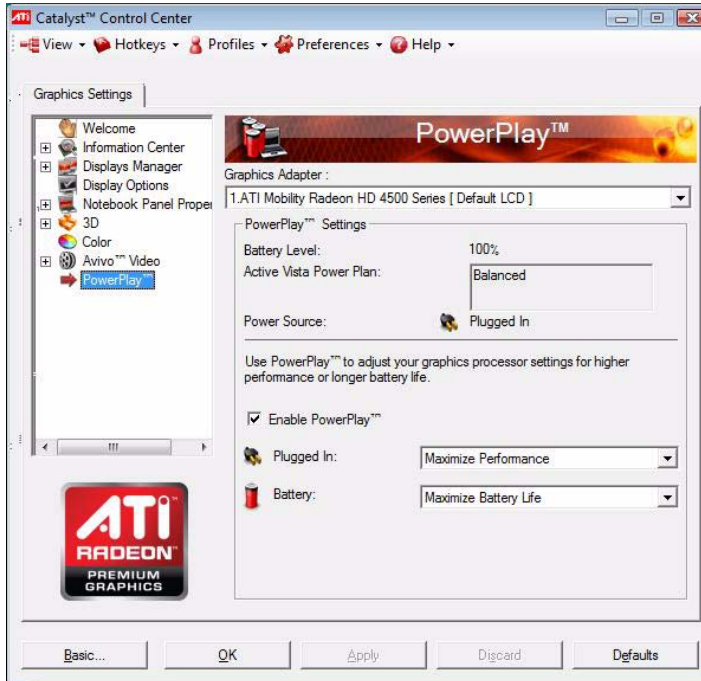 ATI Catalyst™ Control Center
View Hotkeys Profiles Preferences Help
Graphics Settings
Welcome
Information Center
Displays Manager
Display Options
Notebook Panel Proper
3D
Color
Avivo™ Video
PowerPlay™
PowerPlay™
Graphics Adapter :
1.ATI Mobility Radeon HD 4500 Series [ Default LCD ]
PowerPlay™ Settings
Battery Level: 100%
Active Vista Power Plan: Balanced
Power Source: Plugged In
Use PowerPlay™ to adjust your graphics processor settings for higher
performance or longer battery life.
Enable PowerPlay™
Plugged In: Maximize Performance
Battery: Maximize Battery Life
ATI
RADEON™
PREMIUM
GRAPHICS
Basic... OK Apply Discard Defaults